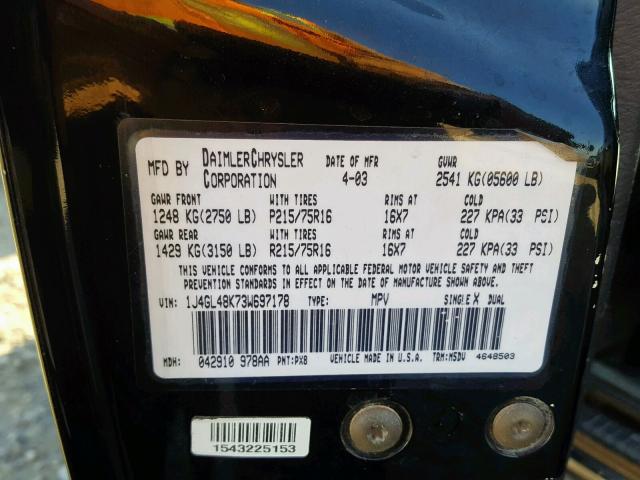 MFD BY DAIMLERCHRYSLER CORPORATION DATE OF MFR 4-03 GVWR 2541 KG(05600 LB)
GAWR FRONT WITH TIRES RIMS AT COLD
1248 KG(2750 LB) P215/75R16 16X7 227 KPA(33 PSI)
GAWR REAR WITH TIRES RIMS AT COLD
1429 KG(3150 LB) R215/75R16 16X7 227 KPA(33 PSI)
THIS VEHICLE CONFORMS TO ALL APPLICABLE FEDERAL MOTOR VEHICLE SAFETY AND THEFT
PREVENTION STANDARDS IN EFFECT ON THE DATE OF MANUFACTURE SHOWN ABOVE.
VIN: 1J4GL48K73W697178 TYPE: MPV SINGLE X DUAL
MDH: 042910 978AA PNT:PX8 VEHICLE MADE IN U.S.A. TRM:M5DV 4648503
1543225153